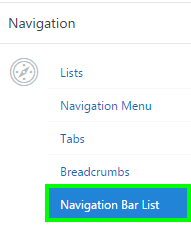 Navigation
Lists
Navigation Menu
Tabs
Breadcrumbs
Navigation Bar List